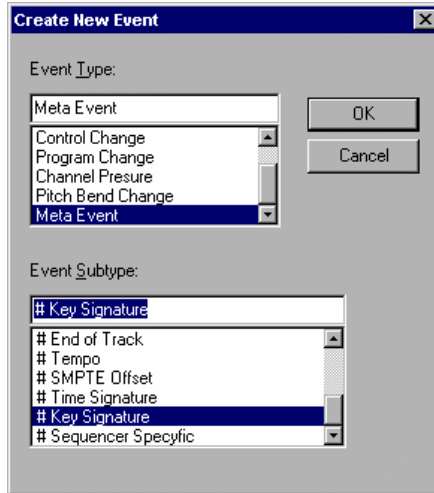 Create New Event
Event Type:
Meta Event
OK
Control Change
Program Change
Channel Presure
Pitch Bend Change
Meta Event
Cancel
Event Subtype:
# Key Signature
# End of Track
# Tempo
# SMPTE Offset
# Time Signature
# Key Signature
# Sequencer Specyfic